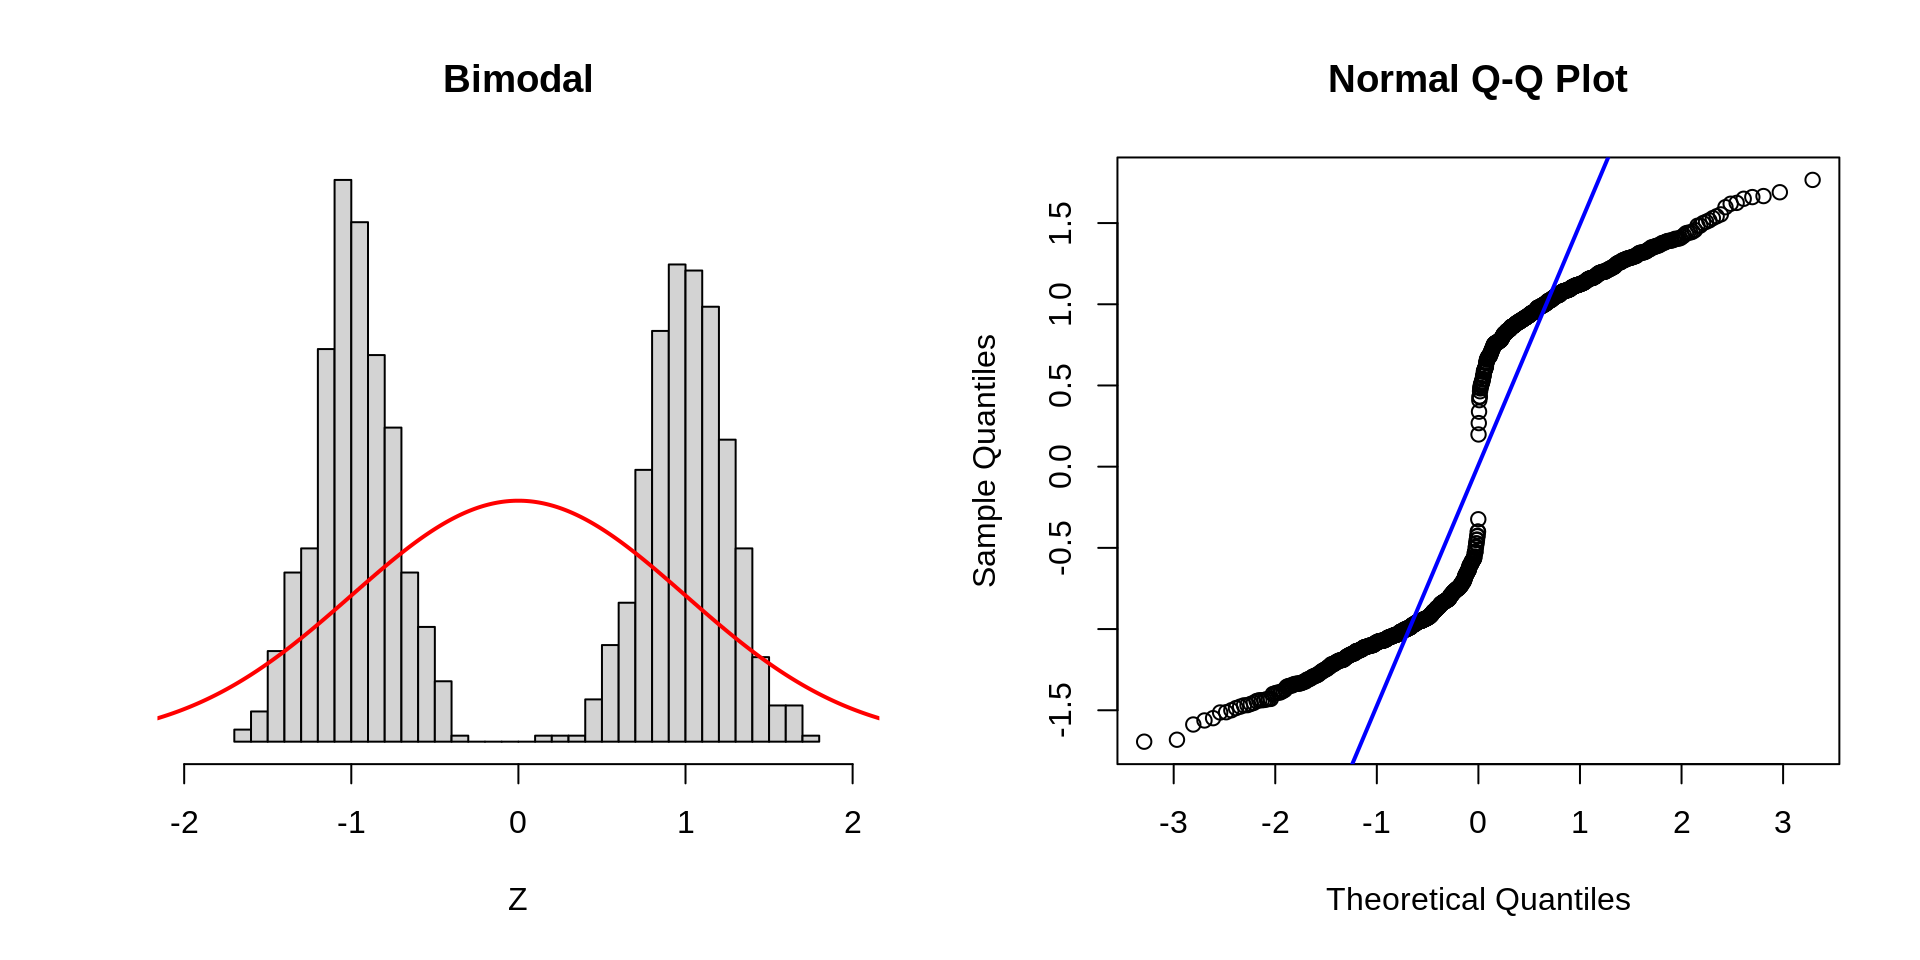 Bimodal
-2 -1 0 1 2
Z
Normal Q-Q Plot
Sample Quantiles
-1.5 -0.5 0.0 0.5 1.0 1.5
-3 -2 -1 0 1 2 3
Theoretical Quantiles